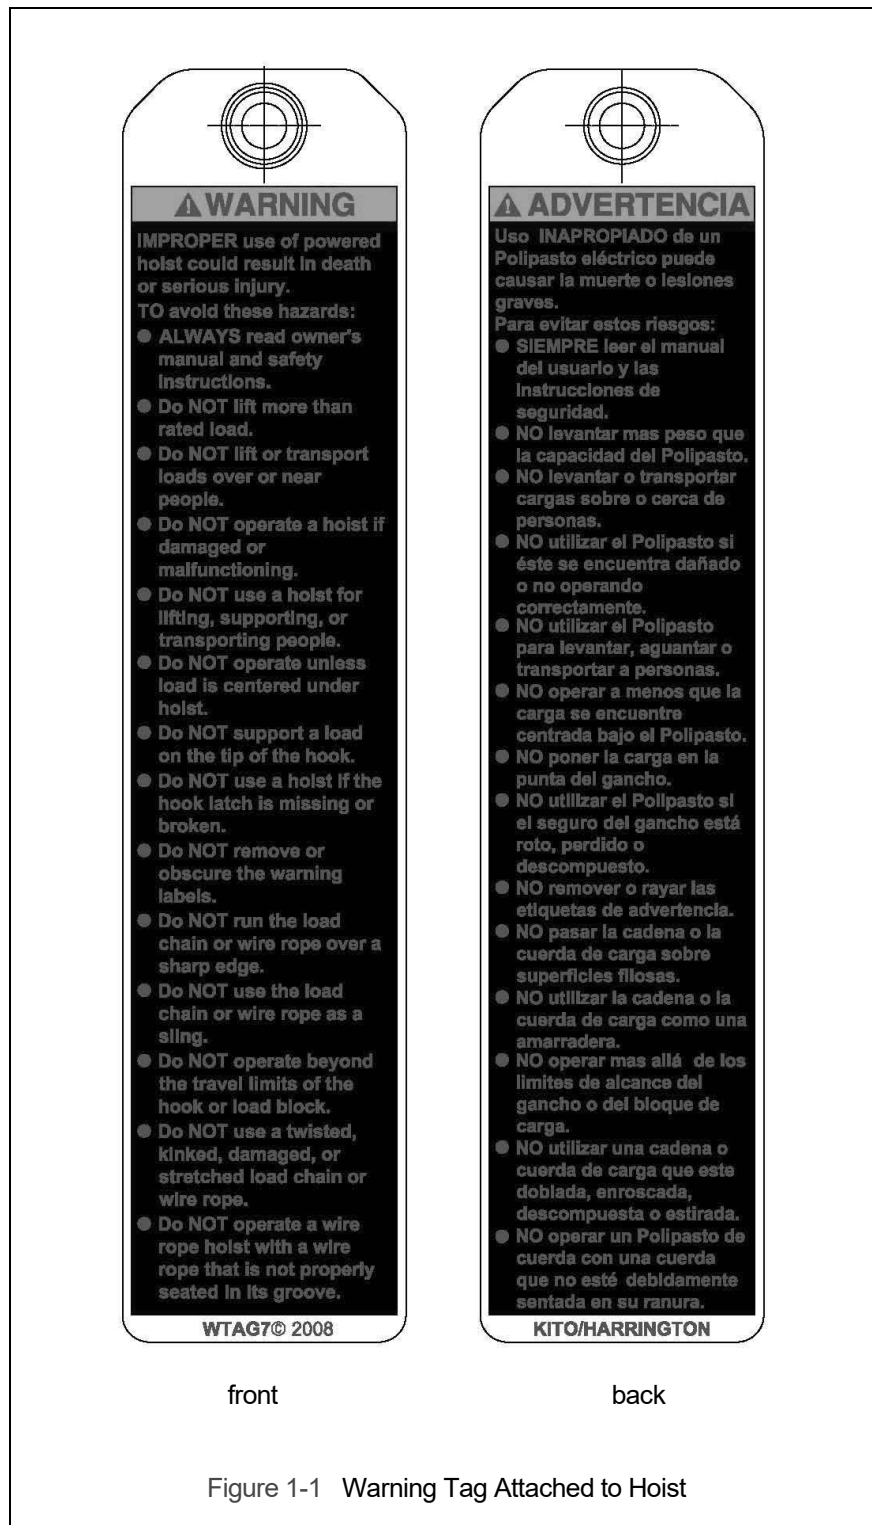 WARNING
IMPROPER use of powered
hoist could result in death
or serious injury.
TO avoid these hazards:
● ALWAYS read owner's
manual and safety
instructions.
● Do NOT lift more than
rated load.
● Do NOT lift or transport
loads over or near
people.
● Do NOT operate a hoist if
damaged or
malfunctioning.
● Do NOT use a hoist for
lifting, supporting, or
transporting people.
● Do NOT operate unless
load is centered under
hoist.
● Do NOT support a load
on the tip of the hook.
● Do NOT use a hoist if the
hook latch is missing or
broken.
● Do NOT remove or
obscure the warning
labels.
● Do NOT run the load
chain or wire rope over a
sharp edge.
● Do NOT use the load
chain or wire rope as a
sling.
● Do NOT operate beyond
the travel limits of the
hook or load block.
● Do NOT use a twisted,
kinked, damaged, or
stretched load chain or
wire rope.
● Do NOT operate a wire
rope hoist with a wire
rope that is not properly
seated in its groove.
WTAG7© 2008
front
ADVERTENCIA
Uso INAPROPIADO de un
Polipasto eléctrico puede
causar la muerte o lesiones
graves.
Para evitar estos riesgos:
● SIEMPRE leer el manual
del usuario y las
instrucciones de
seguridad.
● NO levantar mas peso que
la capacidad del Polipasto.
● NO levantar o transportar
cargas sobre o cerca de
personas.
● NO utilizar el Polipasto si
éste se encuentra dañado
o no operando
correctamente.
● NO utilizar el Polipasto
para levantar, aguantar o
transportar a personas.
● NO operar a menos que la
carga se encuentre
centrada bajo el Polipasto.
● NO poner la carga en la
punta del gancho.
● NO utilizar el Polipasto si
el seguro del gancho está
roto, perdido o
descompuesto.
● NO remover o rayar las
etiquetas de advertencia.
● NO pasar la cadena o la
cuerda de carga sobre
superficies filosas.
● NO utilizar la cadena o la
cuerda de carga como una
amarradera.
● NO operar mas allá de los
limites de alcance del
gancho o del bloque de
carga.
● NO utilizar una cadena o
cuerda de carga que este
doblada, enroscada,
descompuesta o estirada.
● NO operar un Polipasto de
cuerda con una cuerda
que no esté debidamente
sentada en su ranura.
KITO/HARRINGTON
back
Figure 1-1 Warning Tag Attached to Hoist